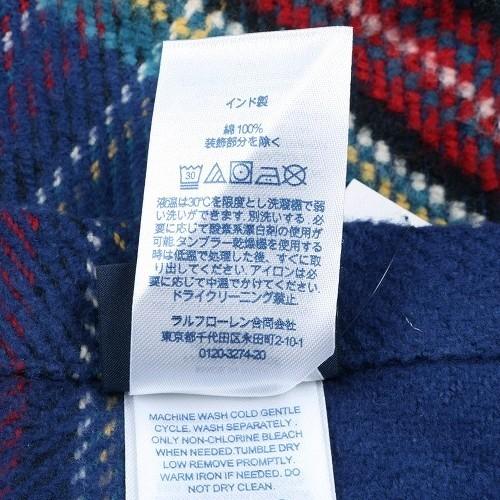 インド製
綿 100%
装飾部分を除く
30
液温は30℃を限度とし洗濯機で弱
い洗いができます.別洗いする.必
要に応じて酸素系漂白剤の使用が
可能.タンブラー乾燥機を使用する
時は低温で処理した後，すぐに取
り出してください.アイロンは必
要に応じて中温でかけてください.
ドライクリーニング禁止.
ラルフローレン合同会社
東京都千代田区永田町2-10-1
0120-3274-20
MACHINE WASH COLD GENTLE
CYCLE. WASH SEPARATELY.
ONLY NON-CHLORINE BLEACH
WHEN NEEDED.TUMBLE DRY
LOW REMOVE PROMPTLY.
WARM IRON IF NEEDED. DO
NOT DRY CLEAN.